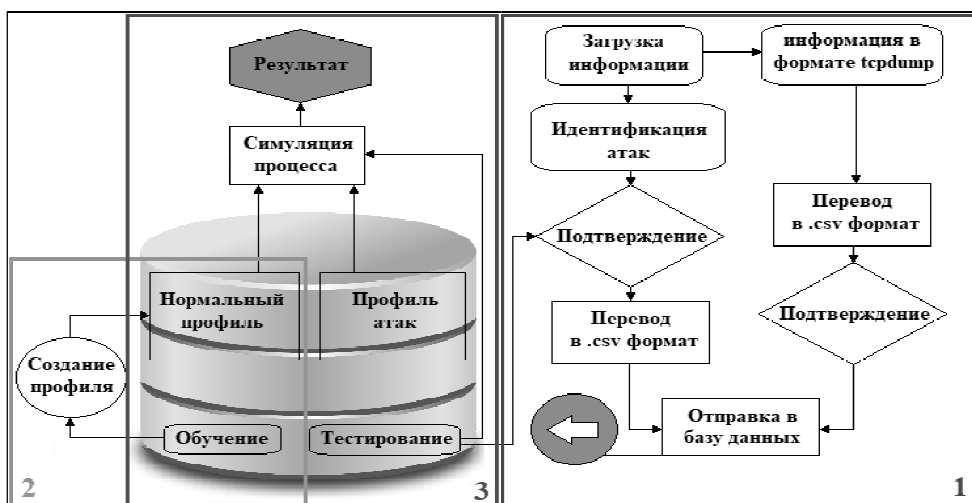 Результат
Симуляция
процесса
Нормальный
профиль
Профиль
атак
Создание
профиля
Обучение
Тестирование
2
3
Загрузка
информации
информация в
формате tcpdump
Идентификация
атак
Перевод
в .csv формат
Подтверждение
Подтверждение
Перевод
в .csv формат
Отправка в
базу данных
1